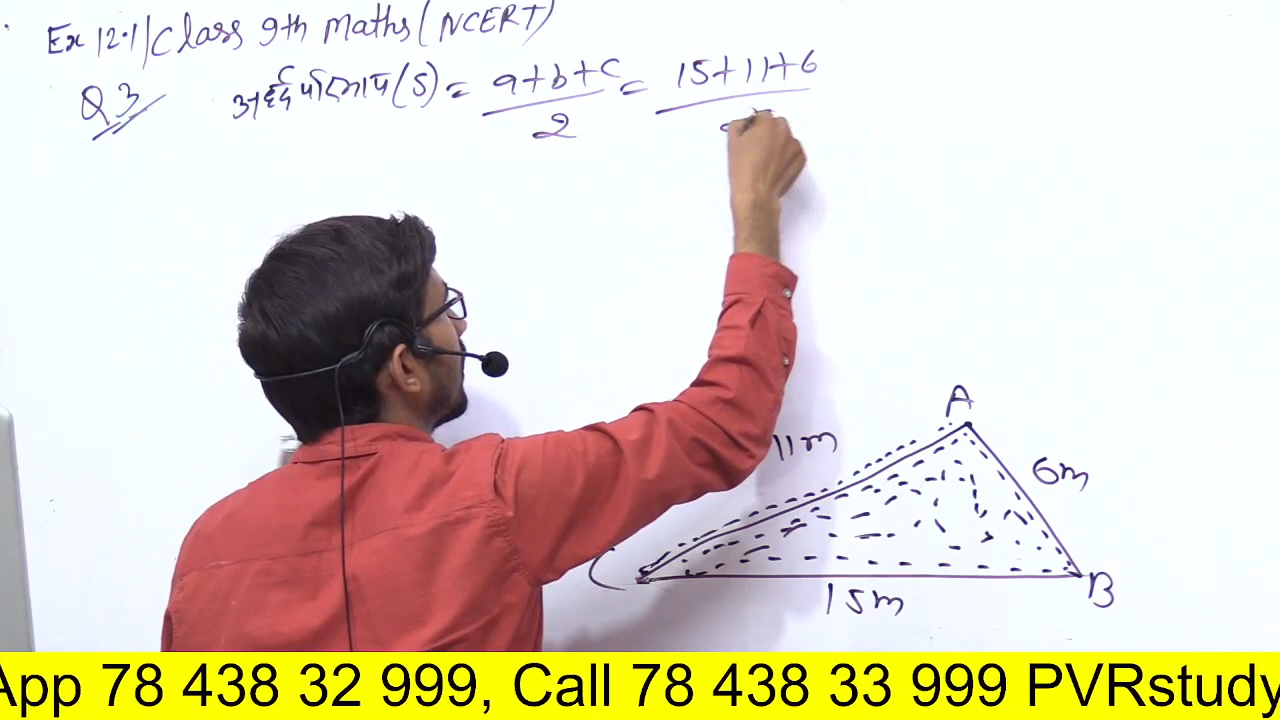 Ex 12.1/Class 9th Maths (NCERT)
Q.3 अर्द्धपरिमाप (S) = a+b+c/2 = 15+11+6
A
11m
6m
C
B
15m
App 78 438 32 999, Call 78 438 33 999 PVRstudy